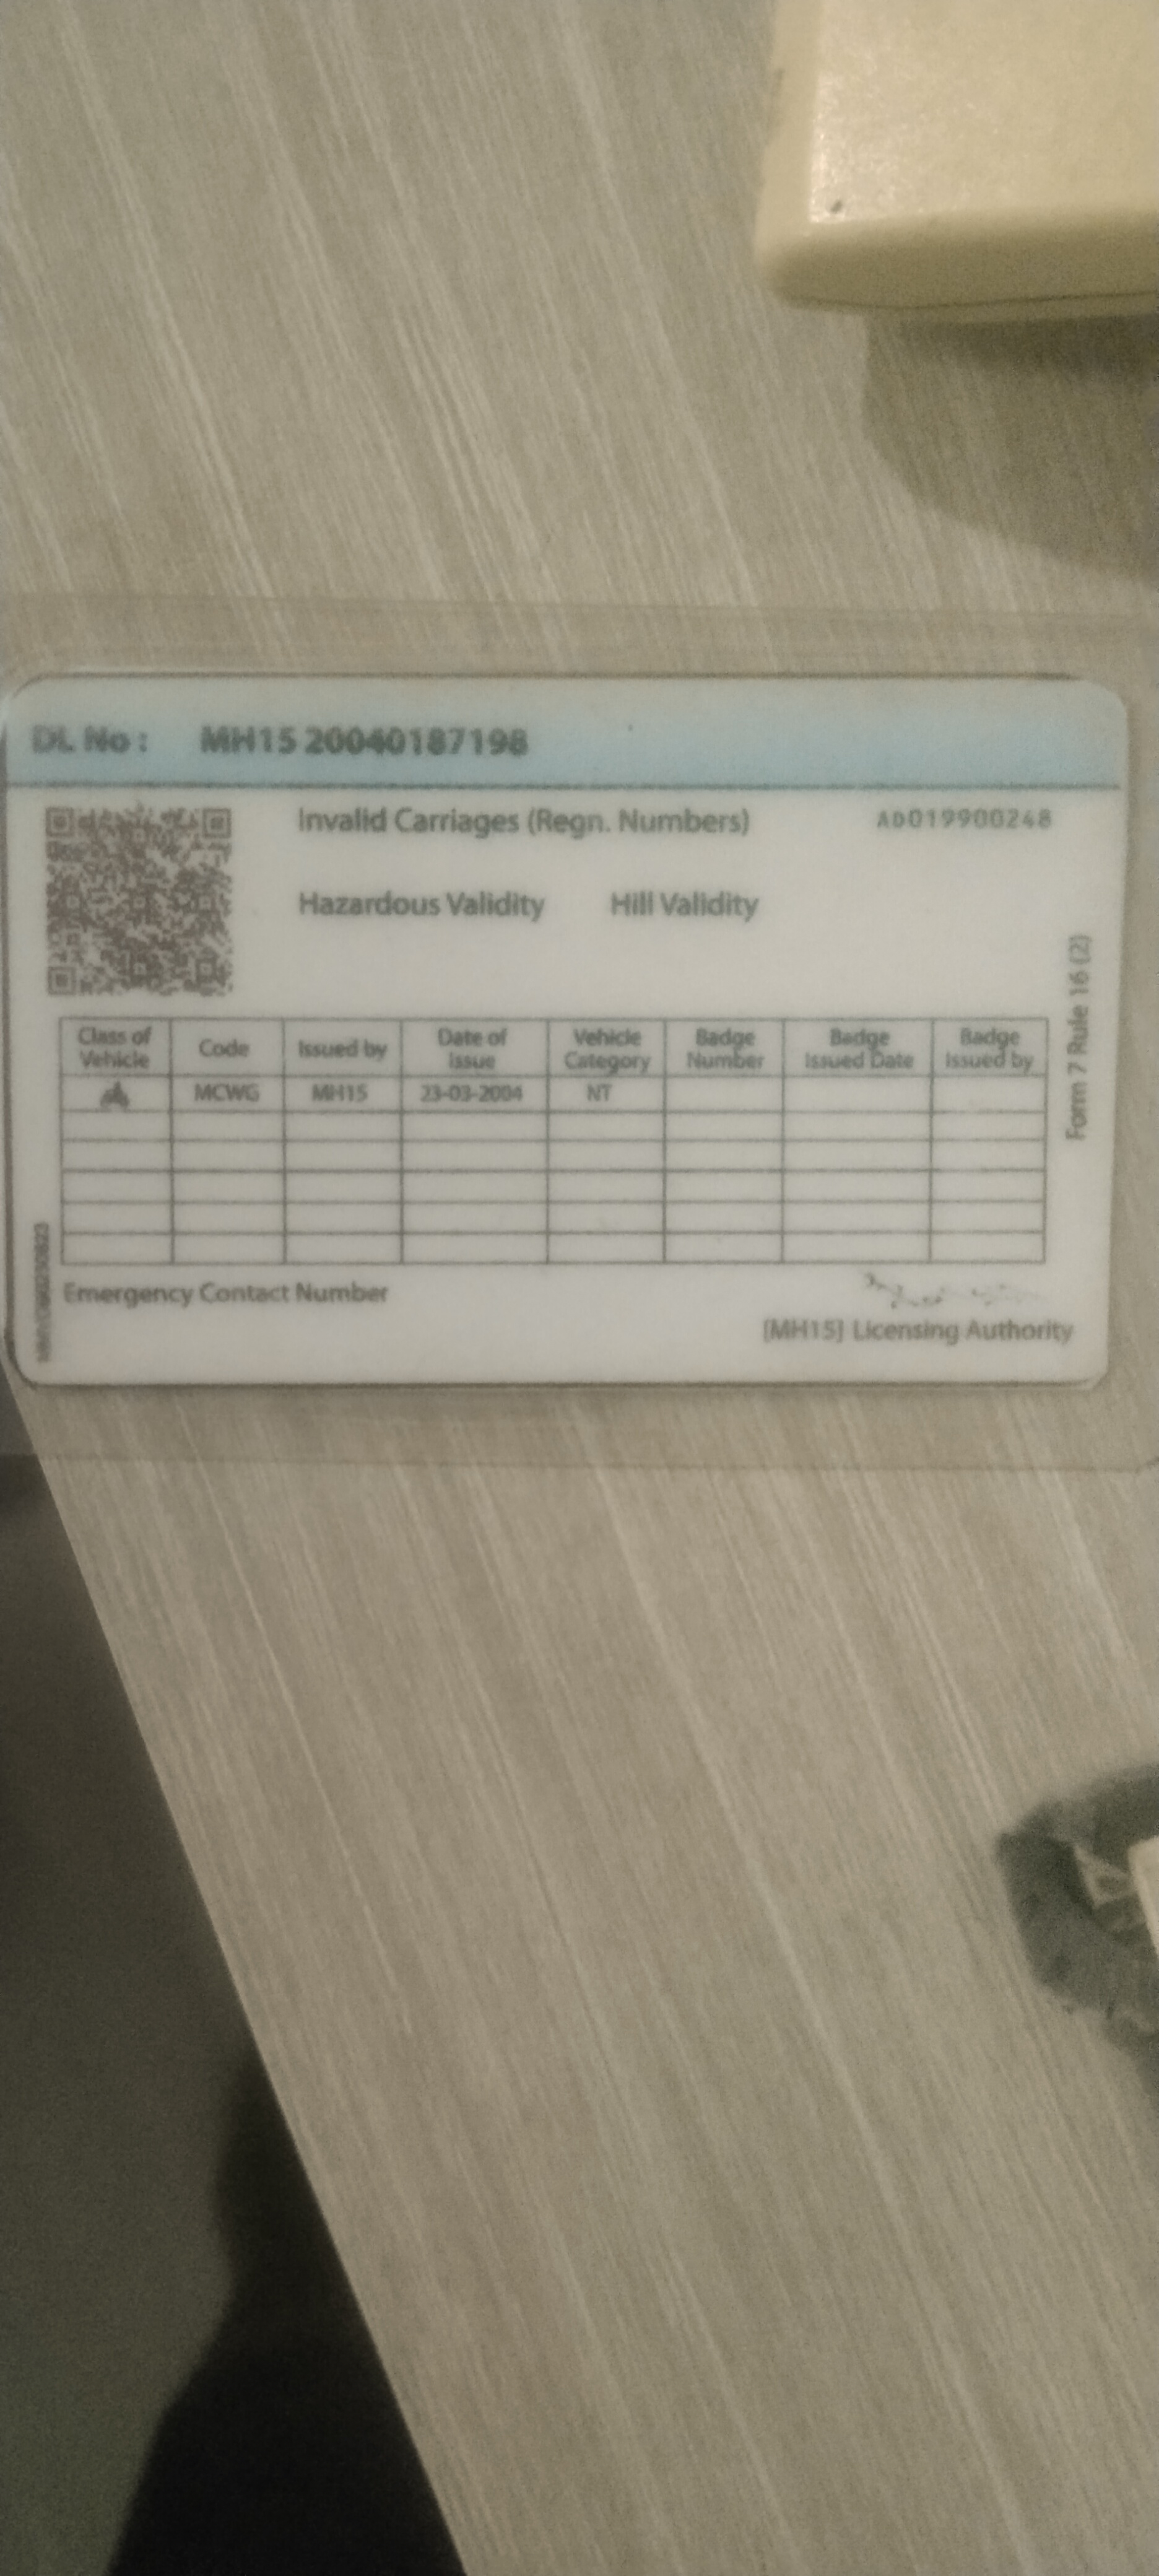 DL No : MH15 20040187198
Invalid Carriages (Regn. Numbers) AD019900248
Hazardous Validity Hill Validity
Class of Vehicle Code Issued by Date of Issue Vehicle Category Badge Number Badge Issued Date Badge Issued by
MCWG MH15 23-03-2004 NT
Form 7 Rule 16 (2)
Emergency Contact Number
[MH15] Licensing Authority